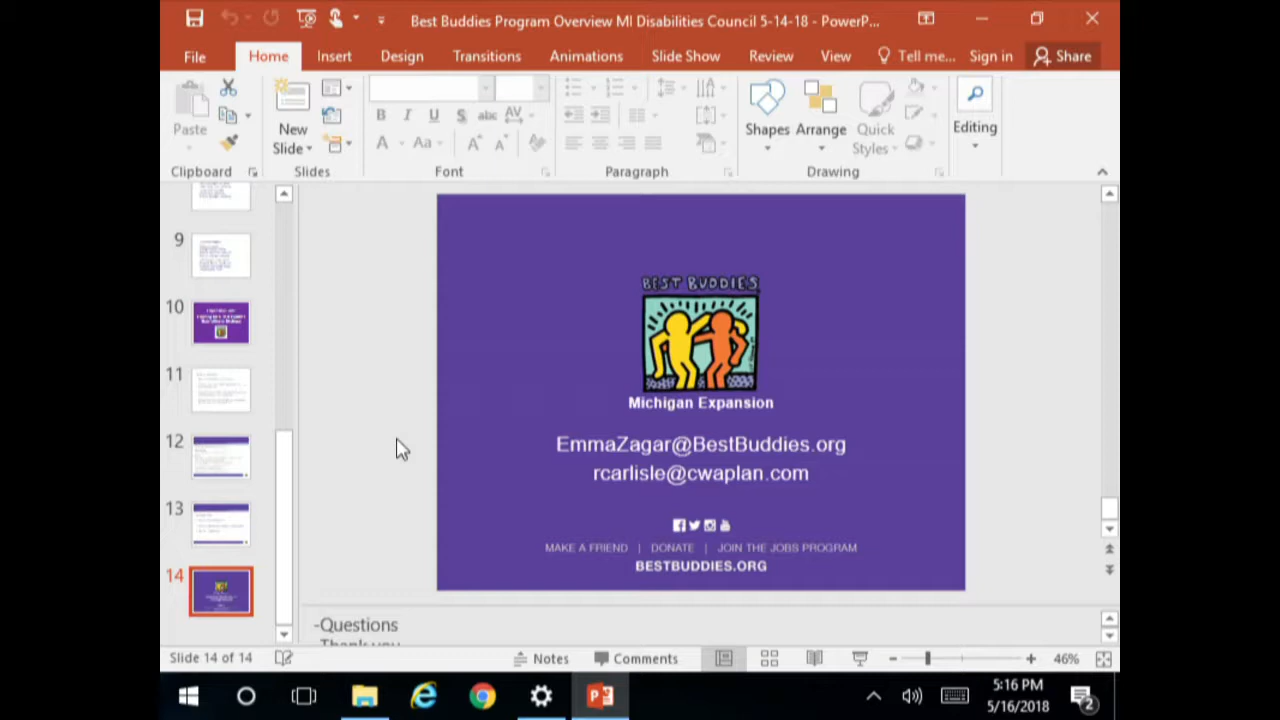 Best Buddies Program Overview MI Disabilities Council 5-14-18 - PowerP...
File Home Insert Design Transitions Animations Slide Show Review View Tell me... Sign in Share
Paste
New Slide
Shapes
Arrange
Quick Styles
Editing
Clipboard
Slides
Font
Paragraph
Drawing
9
10
11
12
13
14
BEST BUDDIES
Michigan Expansion
EmmaZagar@BestBuddies.org
rcarlisle@cwaplan.com
MAKE A FRIEND | DONATE | JOIN THE JOBS PROGRAM
BESTBUDDIES.ORG
-Questions
Thank you
Slide 14 of 14
Notes
Comments
46%
5:16 PM
5/16/2018
2